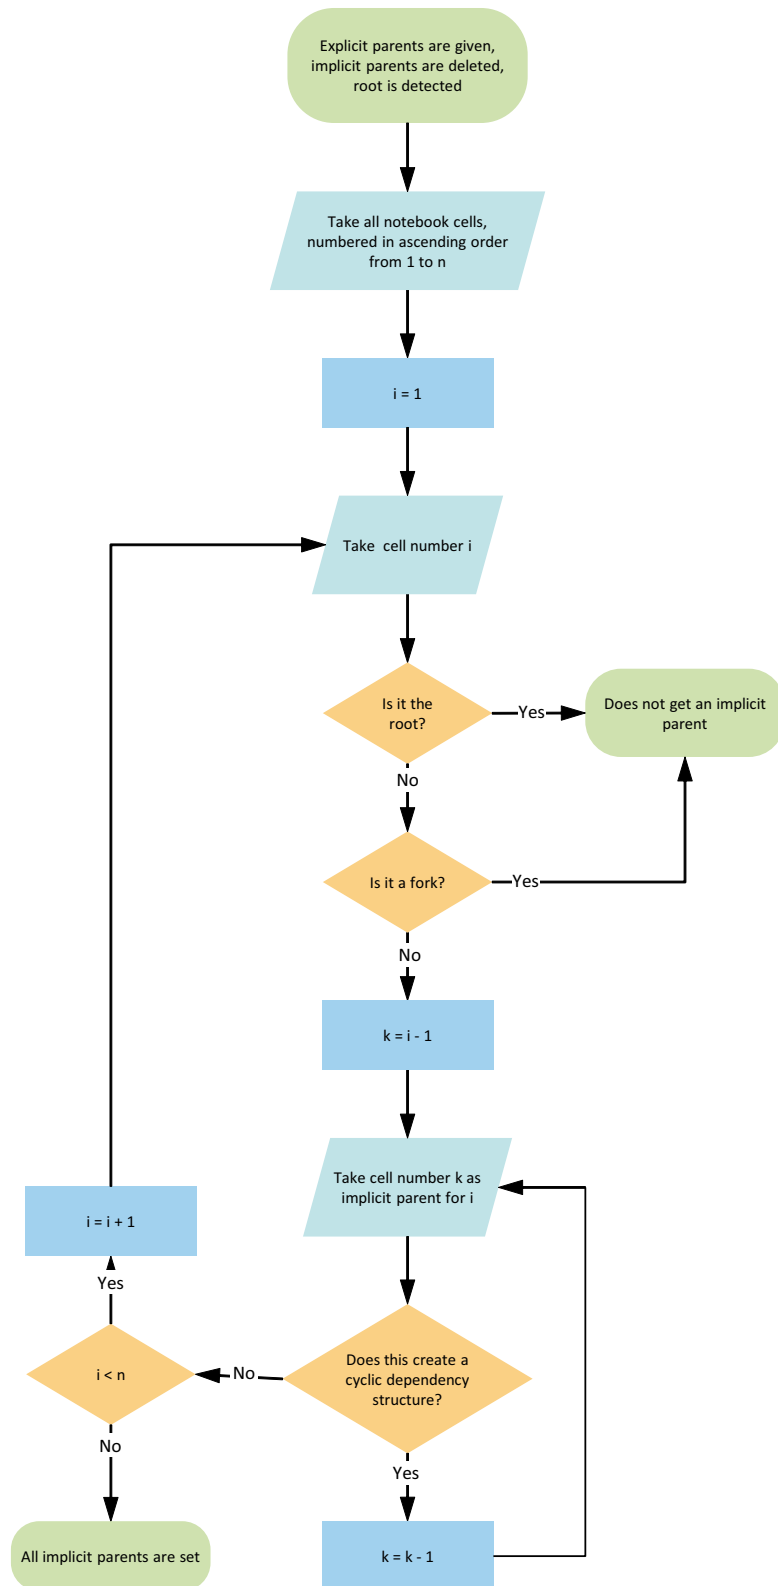 Explicit parents are given,
implicit parents are deleted,
root is detected
Take all notebook cells,
numbered in ascending order
from 1 to n
i = 1
Take cell number i
Is it the
root?
Yes
Does not get an implicit
parent
No
Is it a fork?
Yes
No
k = i - 1
Take cell number k as
implicit parent for i
i = i + 1
Yes
Does this create a
cyclic dependency
structure?
No
i < n
No
Yes
All implicit parents are set
k = k - 1